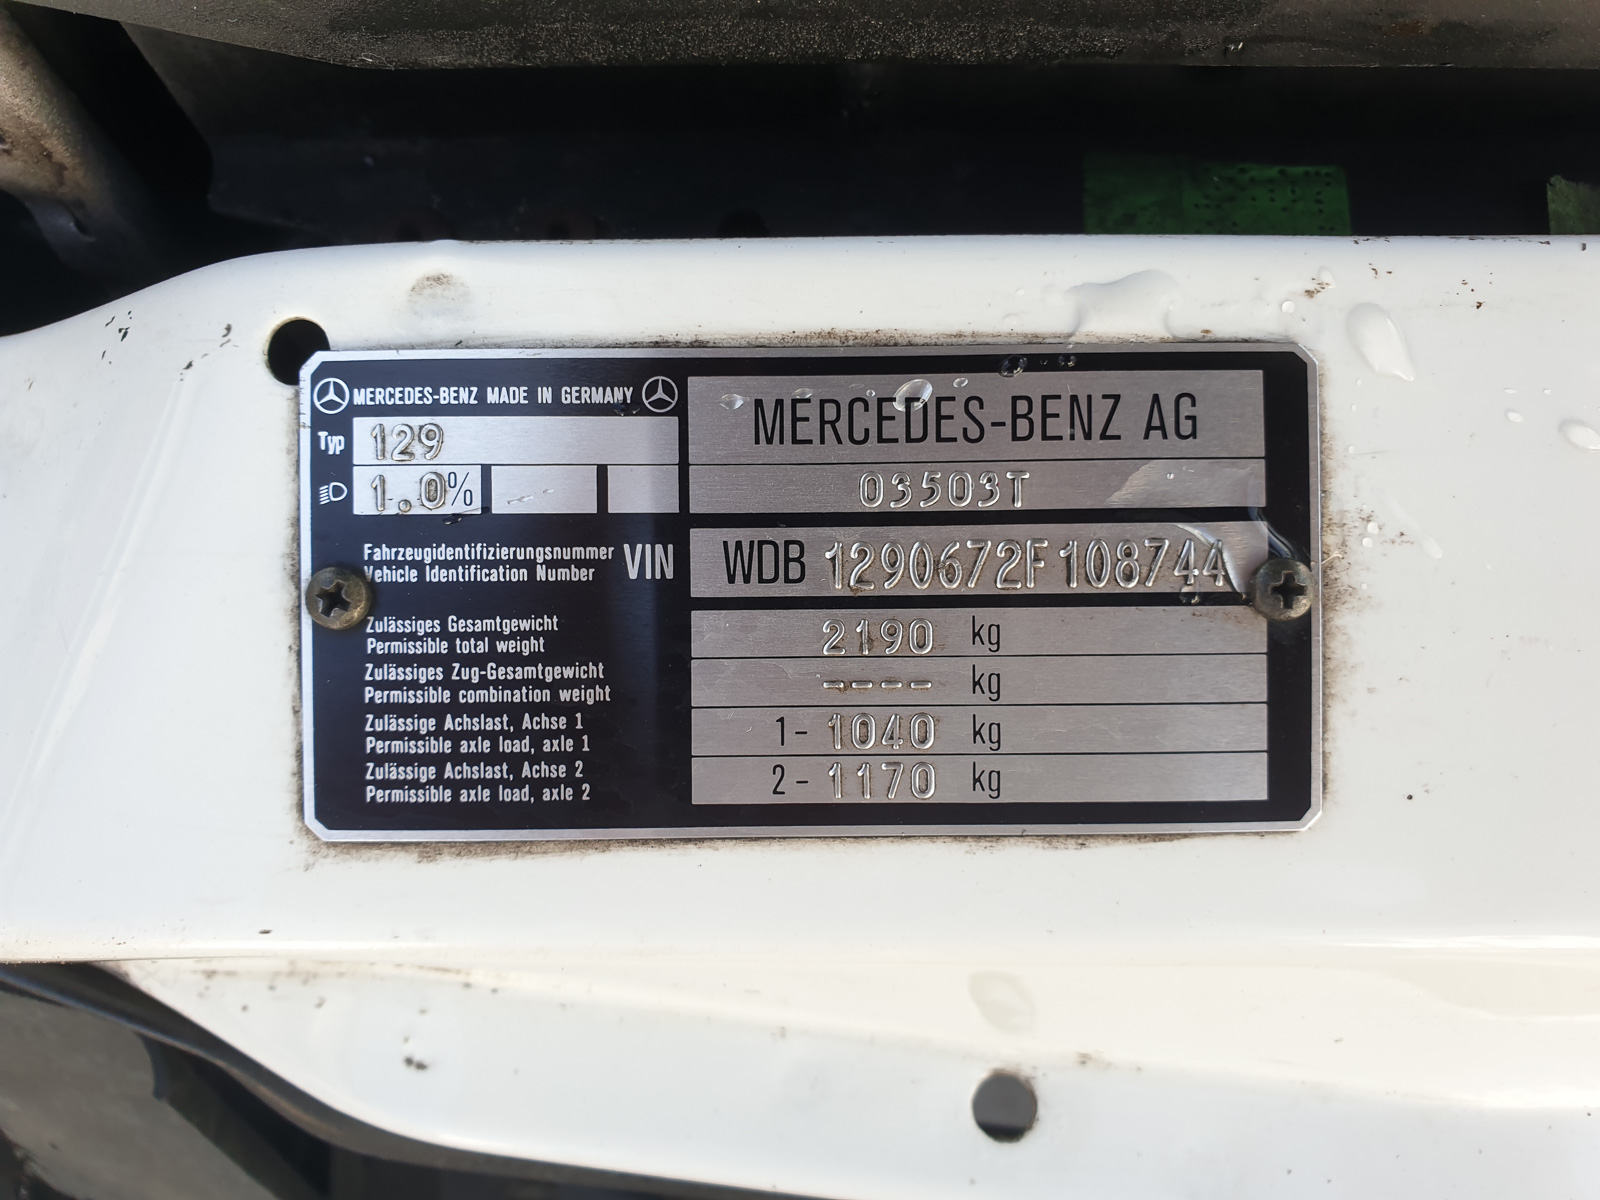 MERCEDES-BENZ MADE IN GERMANY
Typ 129
1.0%
MERCEDES-BENZ AG
03503T
Fahrzeugidentifizierungsnummer
Vehicle Identification Number
VIN
WDB 1290672F108744
Zulässiges Gesamtgewicht
Permissible total weight
2190 kg
Zulässiges Zug-Gesamtgewicht
Permissible combination weight
---- kg
Zulässige Achslast, Achse 1
Permissible axle load, axle 1
1- 1040 kg
Zulässige Achslast, Achse 2
Permissible axle load, axle 2
2- 1170 kg